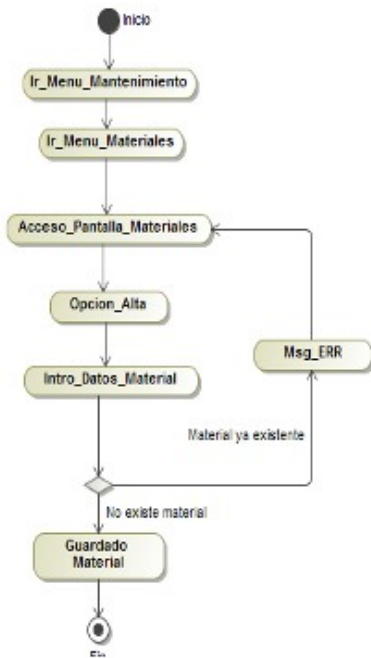 Inicio
Ir_Menu_Mantenimiento
Ir_Menu_Materiales
Acceso_Pantalla_Materiales
Opcion_Alta
Msg_ERR
Intro_Datos_Material
Material ya existente
No existe material
Guardado
Material
Fin